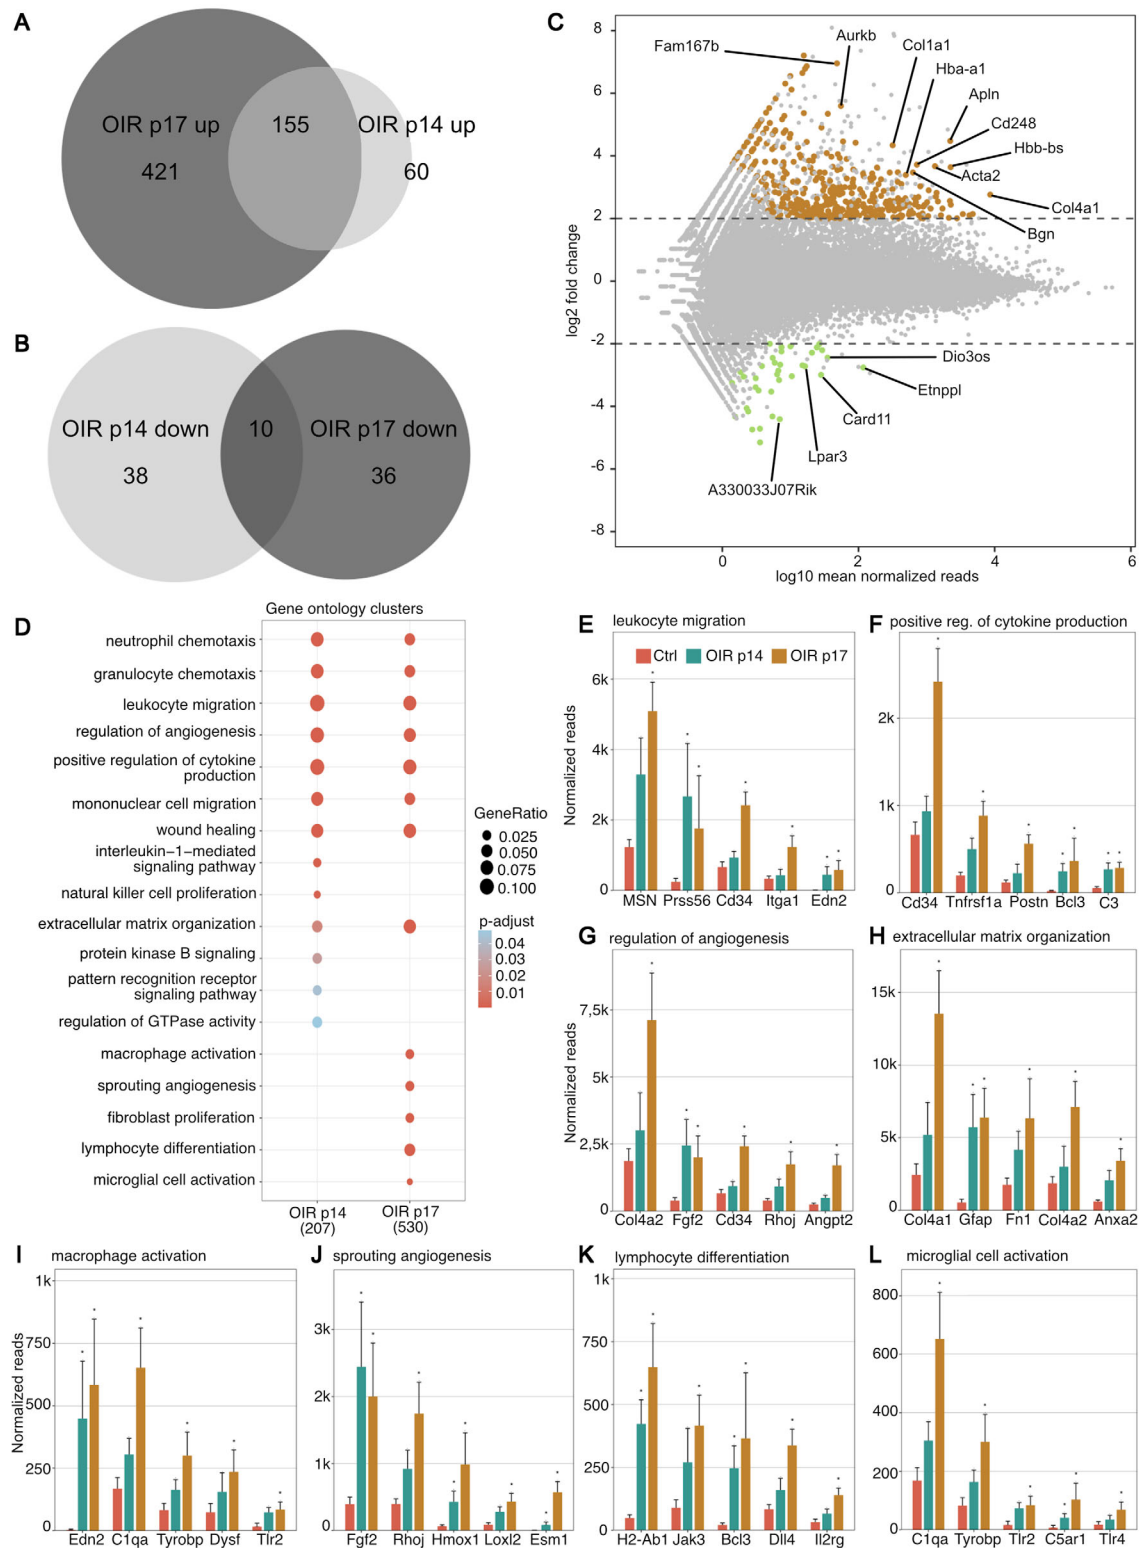 A
OIR p17 up
421
155
OIR p14 up
60
B
OIR p14 down
38
10
OIR p17 down
36
C
log2 fold change
8
6
4
2
0
-2
-4
-6
-8
Fam167b
Aurkb
Col1a1
Hba-a1
Apln
Cd248
Hbb-bs
Acta2
Col4a1
Bgn
Dio3os
Etnppl
Card11
Lpar3
A330033J07Rik
0
2
4
6
log10 mean normalized reads
D
Gene ontology clusters
neutrophil chemotaxis
granulocyte chemotaxis
leukocyte migration
regulation of angiogenesis
positive regulation of cytokine
production
mononuclear cell migration
wound healing
interleukin−1−mediated
signaling pathway
natural killer cell proliferation
extracellular matrix organization
protein kinase B signaling
pattern recognition receptor
signaling pathway
regulation of GTPase activity
macrophage activation
sprouting angiogenesis
fibroblast proliferation
lymphocyte differentiation
microglial cell activation
OIR p14
(207)
OIR p17
(530)
GeneRatio
0.025
0.050
0.075
0.100
p-adjust
0.04
0.03
0.02
0.01
E
leukocyte migration
Ctrl
OIR p14
OIR p17
Normalized reads
6k
4k
2k
0
MSN Prss56 Cd34 Itga1 Edn2
F
positive reg. of cytokine production
2k
1k
0
Cd34 Tnfrsf1a Postn Bcl3 C3
G
regulation of angiogenesis
Normalized reads
7,5k
5k
2,5k
0
Col4a2 Fgf2 Cd34 Rhoj Angpt2
H
extracellular matrix organization
15k
10k
5k
0
Col4a1 Gfap Fn1 Col4a2 Anxa2
I
macrophage activation
Normalized reads
1k
750
500
250
0
Edn2 C1qa Tyrobp Dysf Tlr2
J
sprouting angiogenesis
3k
2k
1k
0
Fgf2 Rhoj Hmox1 Loxl2 Esm1
K
lymphocyte differentiation
1k
750
500
250
0
H2-Ab1 Jak3 Bcl3 Dll4 Il2rg
L
microglial cell activation
800
600
400
200
0
C1qa Tyrobp Tlr2 C5ar1 Tlr4